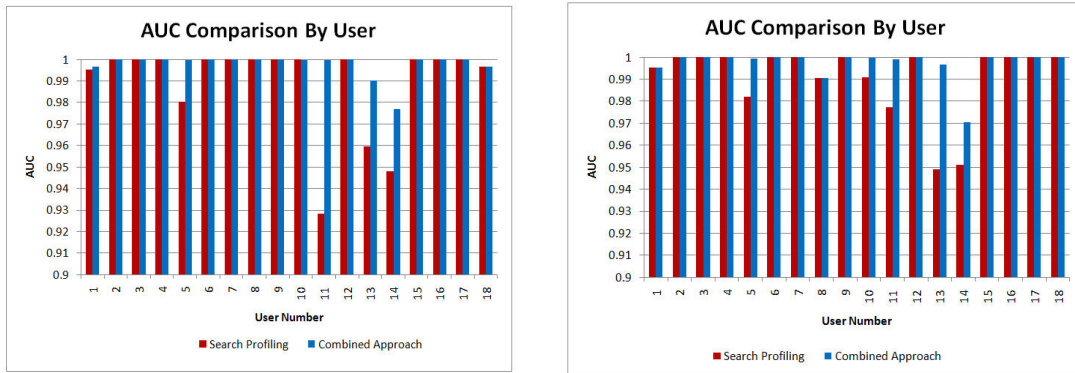 AUC Comparison By User
1
0.99
0.98
0.97
0.96
0.95
0.94
0.93
0.92
0.91
0.9
AUC
1 2 3 4 5 6 7 8 9 10 11 12 13 14 15 16 17 18
User Number
Search Profiling Combined Approach
AUC Comparison By User
1
0.99
0.98
0.97
0.96
0.95
0.94
0.93
0.92
0.91
0.9
AUC
1 2 3 4 5 6 7 8 9 10 11 12 13 14 15 16 17 18
User Number
Search Profiling Combined Approach